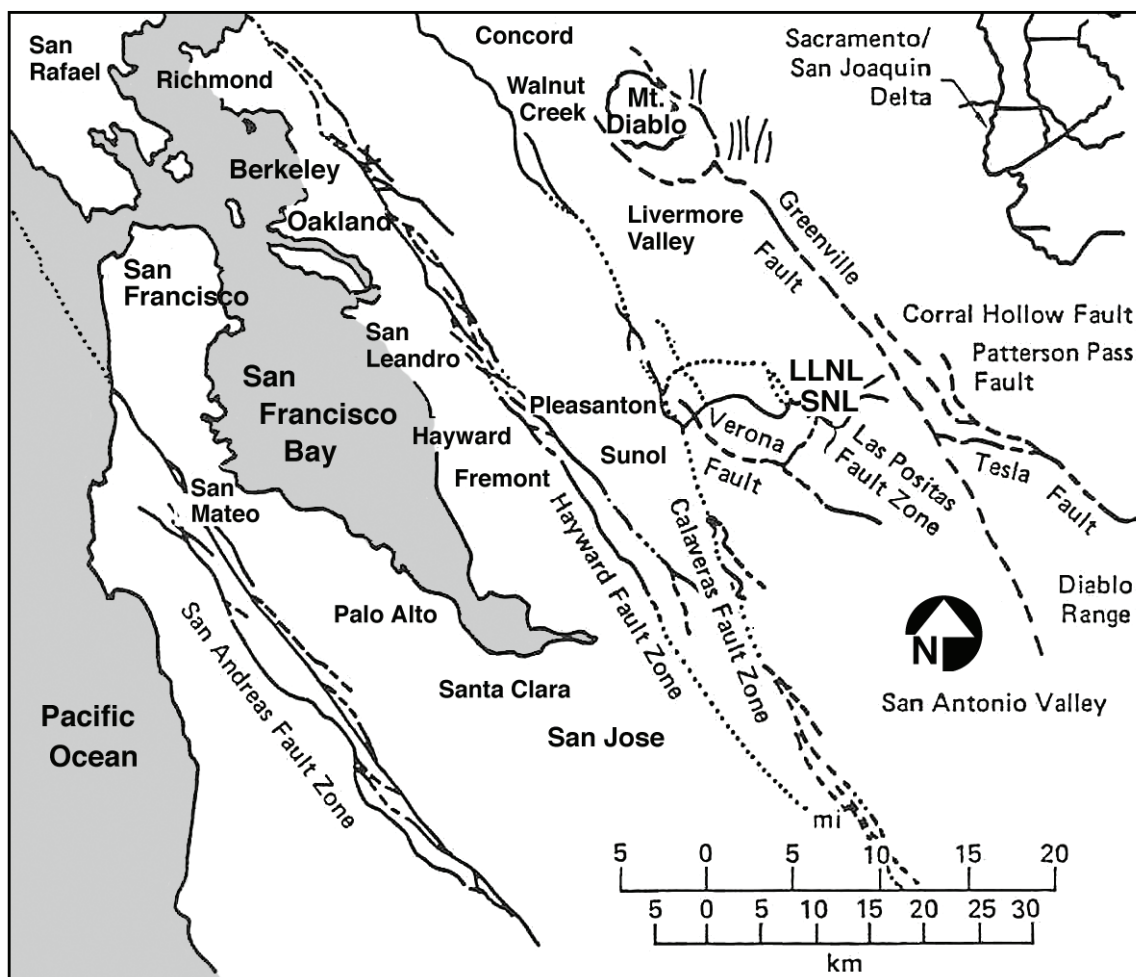 San
Rafael
Richmond
Concord
Walnut
Creek
Mt.
Diablo
Sacramento/
San Joaquin
Delta
Berkeley
Oakland
Livermore
Valley
Greenville
Fault
San
Francisco
San
Leandro
Corral Hollow Fault
Patterson Pass
Fault
LLNL
SNL
San
Francisco
Bay
Pleasanton
Verona
Fault
Hayward
Sunol
Las Positas
Fault Zone
Tesla
Fault
Fremont
San
Mateo
Hayward Fault Zone
Calaveras Fault Zone
Diablo
Range
Palo Alto
San Andreas Fault Zone
N
Santa Clara
San Antonio Valley
Pacific
Ocean
San Jose
mi
5 0 5 10 15 20
5 0 5 10 15 20 25 30
km